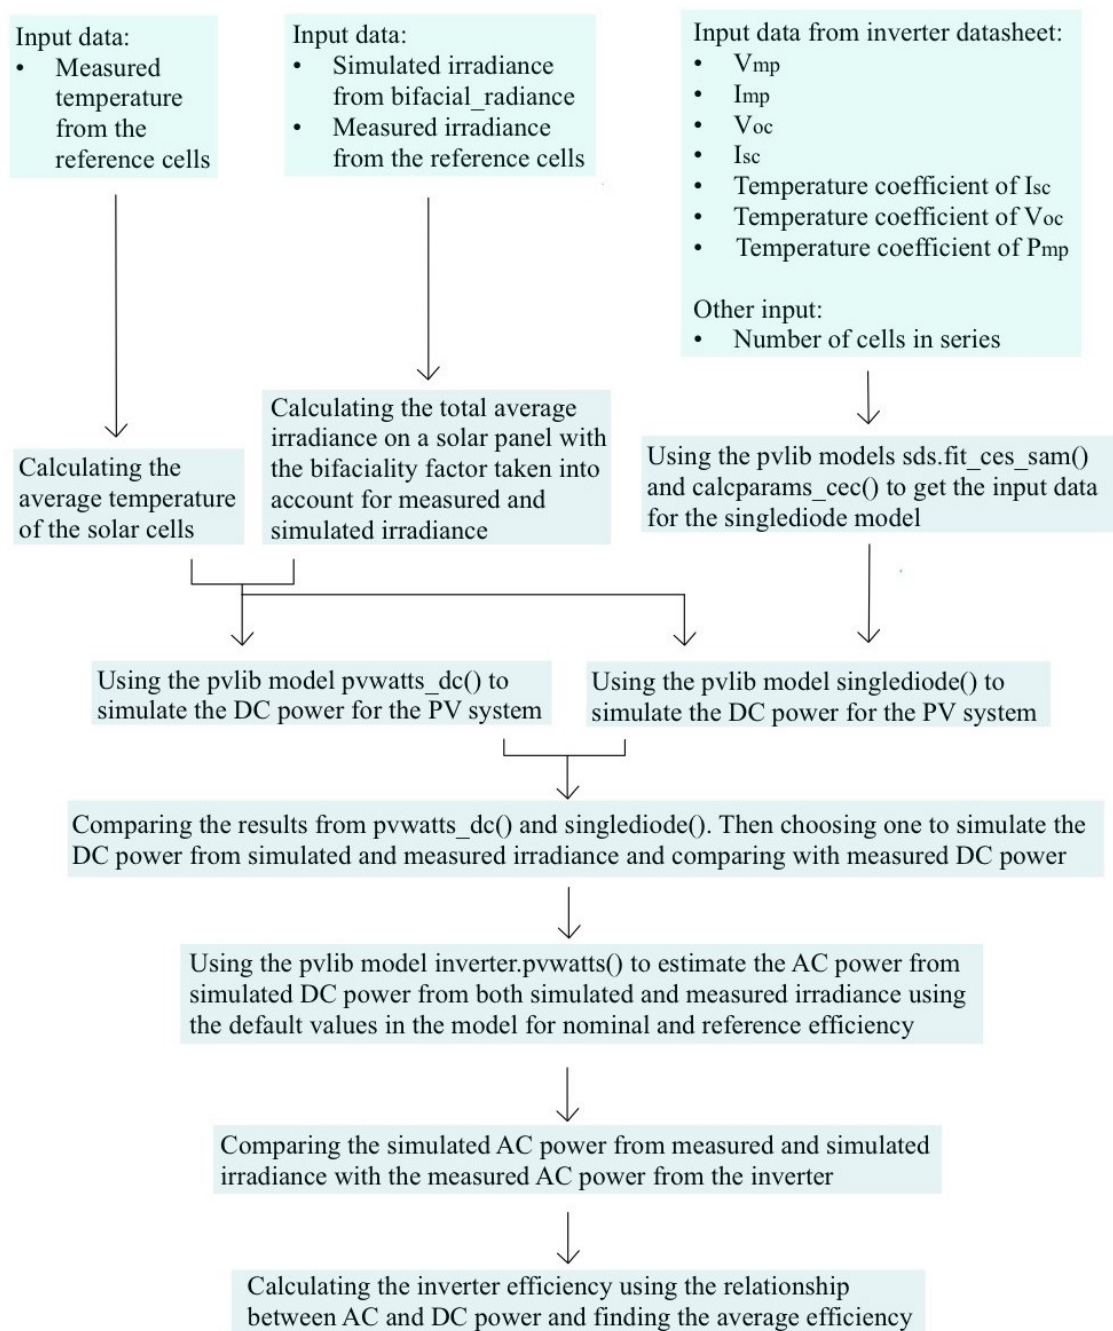 Input data:
• Measured
temperature
from the
reference cells
Input data:
• Simulated irradiance
from bifacial_radiance
• Measured irradiance
from the reference cells
Input data from inverter datasheet:
• Vmp
• Imp
• Voc
• Isc
• Temperature coefficient of Isc
• Temperature coefficient of Voc
• Temperature coefficient of Pmp
Other input:
• Number of cells in series
Calculating the
average temperature
of the solar cells
Calculating the total average
irradiance on a solar panel with
the bifaciality factor taken into
account for measured and
simulated irradiance
Using the pvlib models sds.fit_ces_sam()
and calcparams_cec() to get the input data
for the singlediode model
Using the pvlib model pvwatts_dc() to
simulate the DC power for the PV system
Using the pvlib model singlediode() to
simulate the DC power for the PV system
Comparing the results from pvwatts_dc() and singlediode(). Then choosing one to simulate the
DC power from simulated and measured irradiance and comparing with measured DC power
Using the pvlib model inverter.pvwatts() to estimate the AC power from
simulated DC power from both simulated and measured irradiance using
the default values in the model for nominal and reference efficiency
Comparing the simulated AC power from measured and simulated
irradiance with the measured AC power from the inverter
Calculating the inverter efficiency using the relationship
between AC and DC power and finding the average efficiency